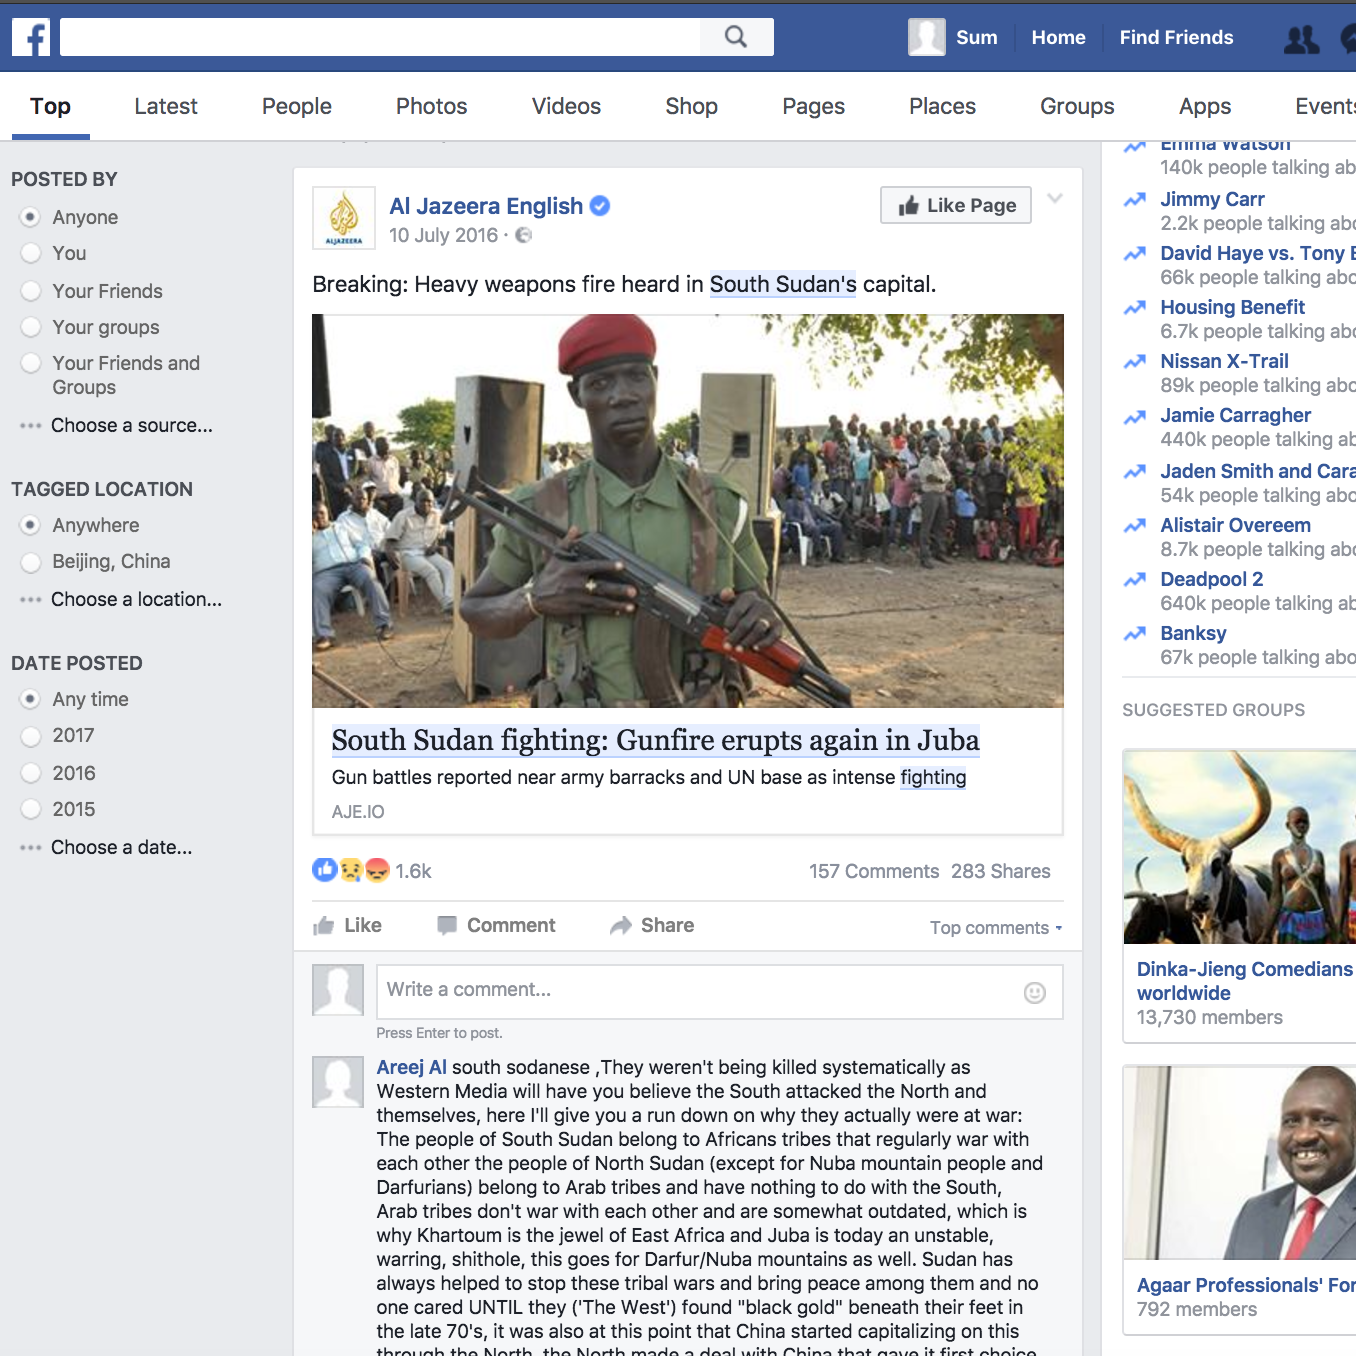 Sum
Home
Find Friends
Top
Latest
People
Photos
Videos
Shop
Pages
Places
Groups
Apps
Events
POSTED BY
Anyone
You
Your Friends
Your groups
Your Friends and
Groups
Choose a source...
TAGGED LOCATION
Anywhere
Beijing, China
Choose a location...
DATE POSTED
Any time
2017
2016
2015
Choose a date...
ALJAZEERA
Al Jazeera English
10 July 2016 ·
Like Page
Breaking: Heavy weapons fire heard in South Sudan's capital.
South Sudan fighting: Gunfire erupts again in Juba
Gun battles reported near army barracks and UN base as intense fighting
AJE.IO
1.6k
157 Comments 283 Shares
Like
Comment
Share
Top comments
Write a comment...
Press Enter to post.
Areej Al south sodanese ,They weren't being killed systematically as
Western Media will have you believe the South attacked the North and
themselves, here I'll give you a run down on why they actually were at war:
The people of South Sudan belong to Africans tribes that regularly war with
each other the people of North Sudan (except for Nuba mountain people and
Darfurians) belong to Arab tribes and have nothing to do with the South,
Arab tribes don't war with each other and are somewhat outdated, which is
why Khartoum is the jewel of East Africa and Juba is today an unstable,
warring, shithole, this goes for Darfur/Nuba mountains as well. Sudan has
always helped to stop these tribal wars and bring peace among them and no
one cared UNTIL they ('The West') found "black gold" beneath their feet in
the late 70's, it was also at this point that China started capitalizing on this
through the North, the North made a deal with China that gave it first choice
Emma Watson
140k people talking ab
Jimmy Carr
2.2k people talking abo
David Haye vs. Tony
66k people talking abo
Housing Benefit
6.7k people talking abo
Nissan X-Trail
89k people talking abo
Jamie Carragher
440k people talking ab
Jaden Smith and Cara
54k people talking abo
Alistair Overeem
8.7k people talking abo
Deadpool 2
640k people talking ab
Banksy
67k people talking abo
SUGGESTED GROUPS
Dinka-Jieng Comedians
worldwide
13,730 members
Agaar Professionals' For
792 members